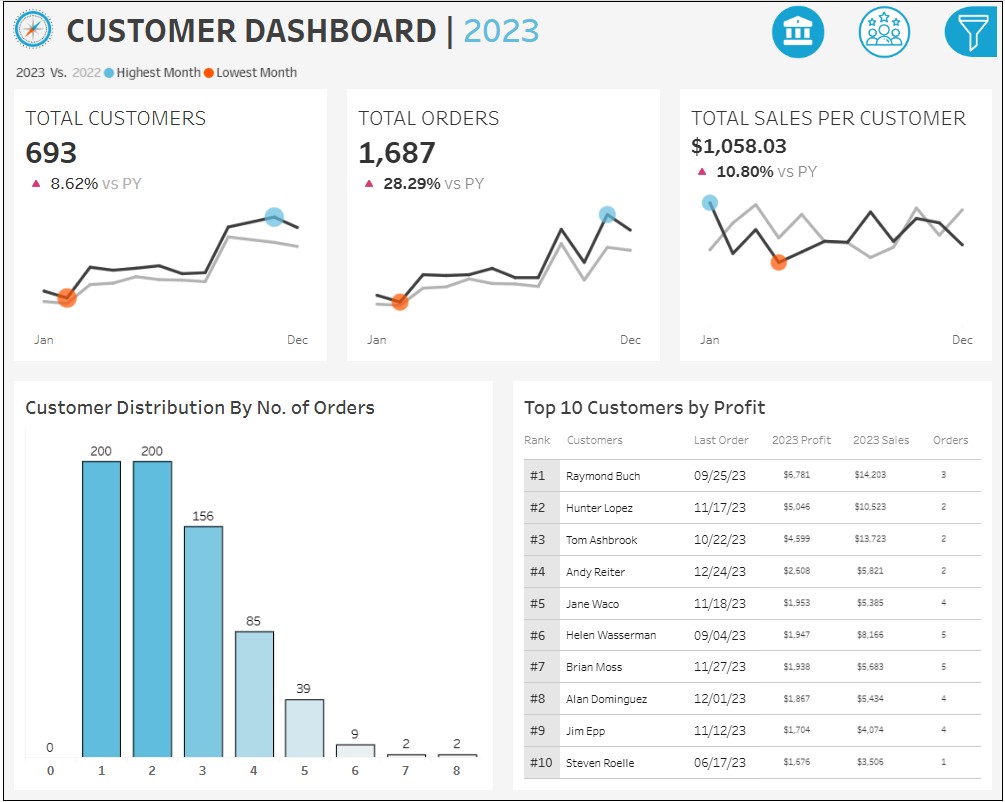 CUSTOMER DASHBOARD | 2023
2023 Vs. 2022 Highest Month Lowest Month
TOTAL CUSTOMERS
693
▲ 8.62% vs PY
Jan Dec
TOTAL ORDERS
1,687
▲ 28.29% vs PY
Jan Dec
TOTAL SALES PER CUSTOMER
$1,058.03
▲ 10.80% vs PY
Jan Dec
Customer Distribution By No. of Orders
0 200 200 156 85 39 9 2 2
0 1 2 3 4 5 6 7 8
Top 10 Customers by Profit
Rank Customers Last Order 2023 Profit 2023 Sales Orders
#1 Raymond Buch 09/25/23 $6,781 $14,203 3
#2 Hunter Lopez 11/17/23 $5,046 $10,523 2
#3 Tom Ashbrook 10/22/23 $4,599 $13,723 2
#4 Andy Reiter 12/24/23 $2,608 $5,821 2
#5 Jane Waco 11/18/23 $1,953 $5,385 4
#6 Helen Wasserman 09/04/23 $1,947 $8,166 5
#7 Brian Moss 11/27/23 $1,938 $5,683 5
#8 Alan Dominguez 12/01/23 $1,867 $5,434 4
#9 Jim Epp 11/12/23 $1,704 $4,074 4
#10 Steven Roelle 06/17/23 $1,676 $3,506 1